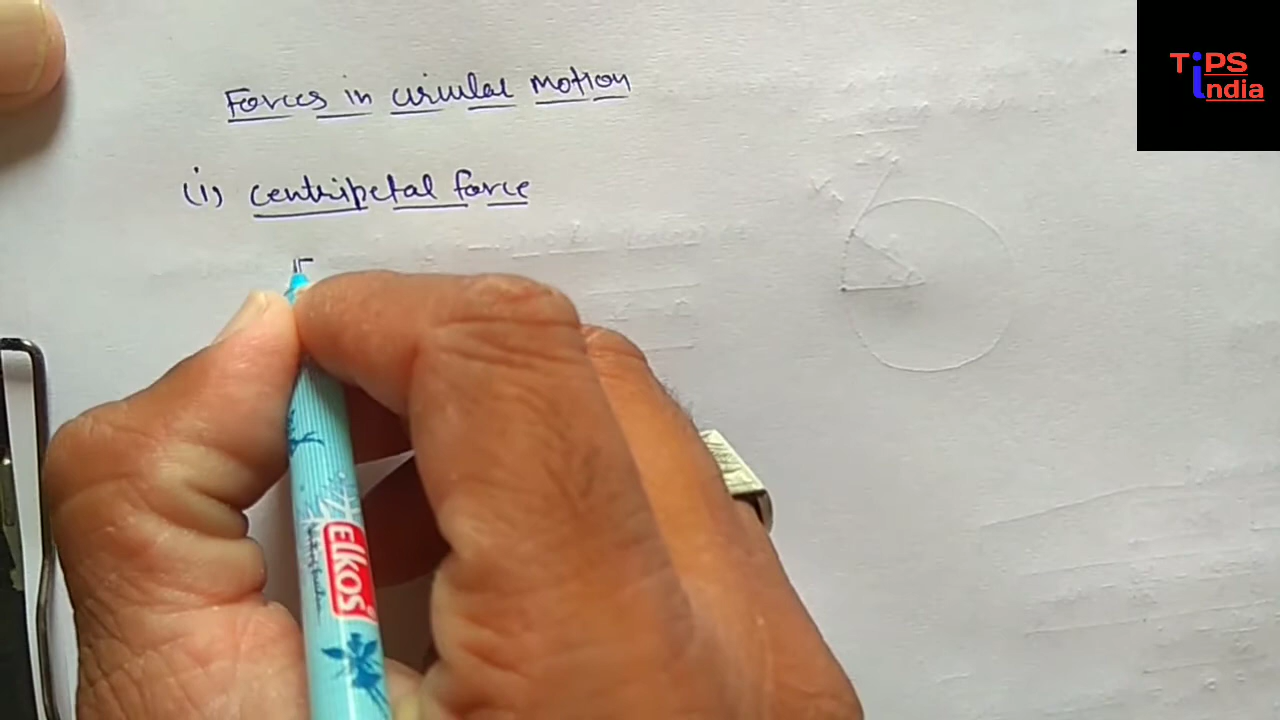 TiPS
india
Forces in circular motion
(i) centripetal force
Elkos